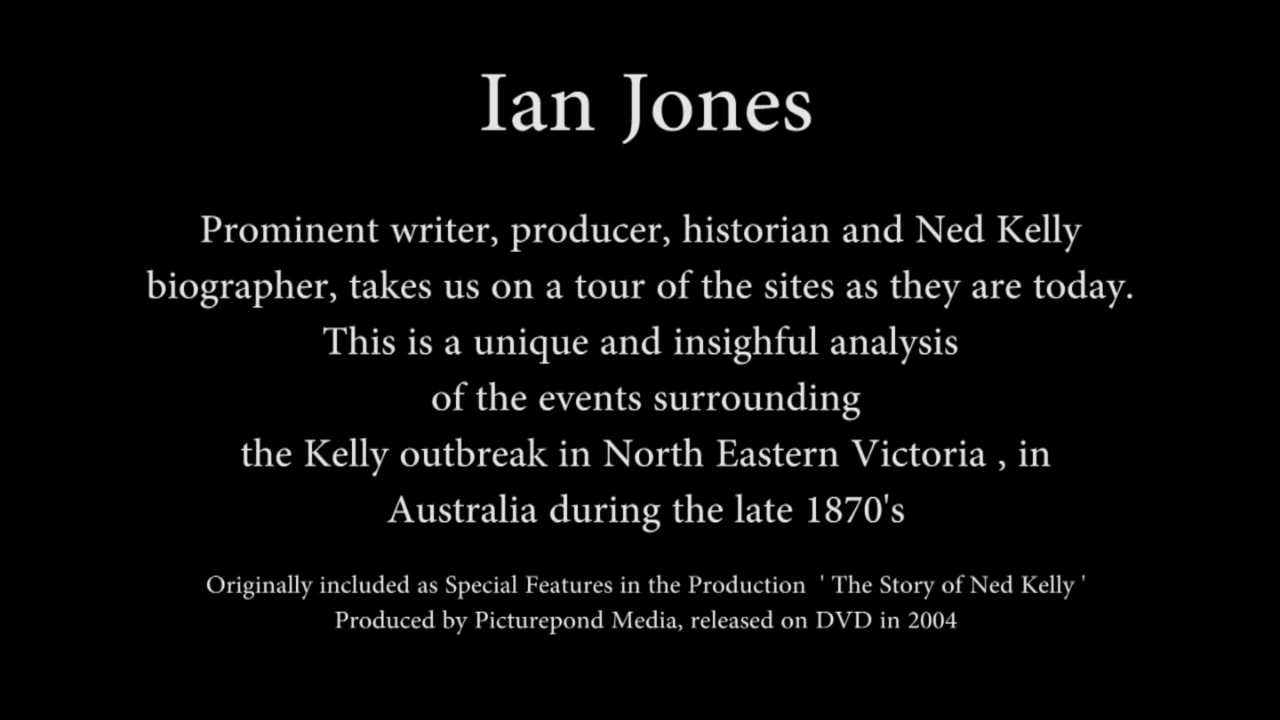 Ian Jones
Prominent writer, producer, historian and Ned Kelly
biographer, takes us on a tour of the sites as they are today.
This is a unique and insighful analysis
of the events surrounding
the Kelly outbreak in North Eastern Victoria , in
Australia during the late 1870's
Originally included as Special Features in the Production ' The Story of Ned Kelly '
Produced by Picturepond Media, released on DVD in 2004